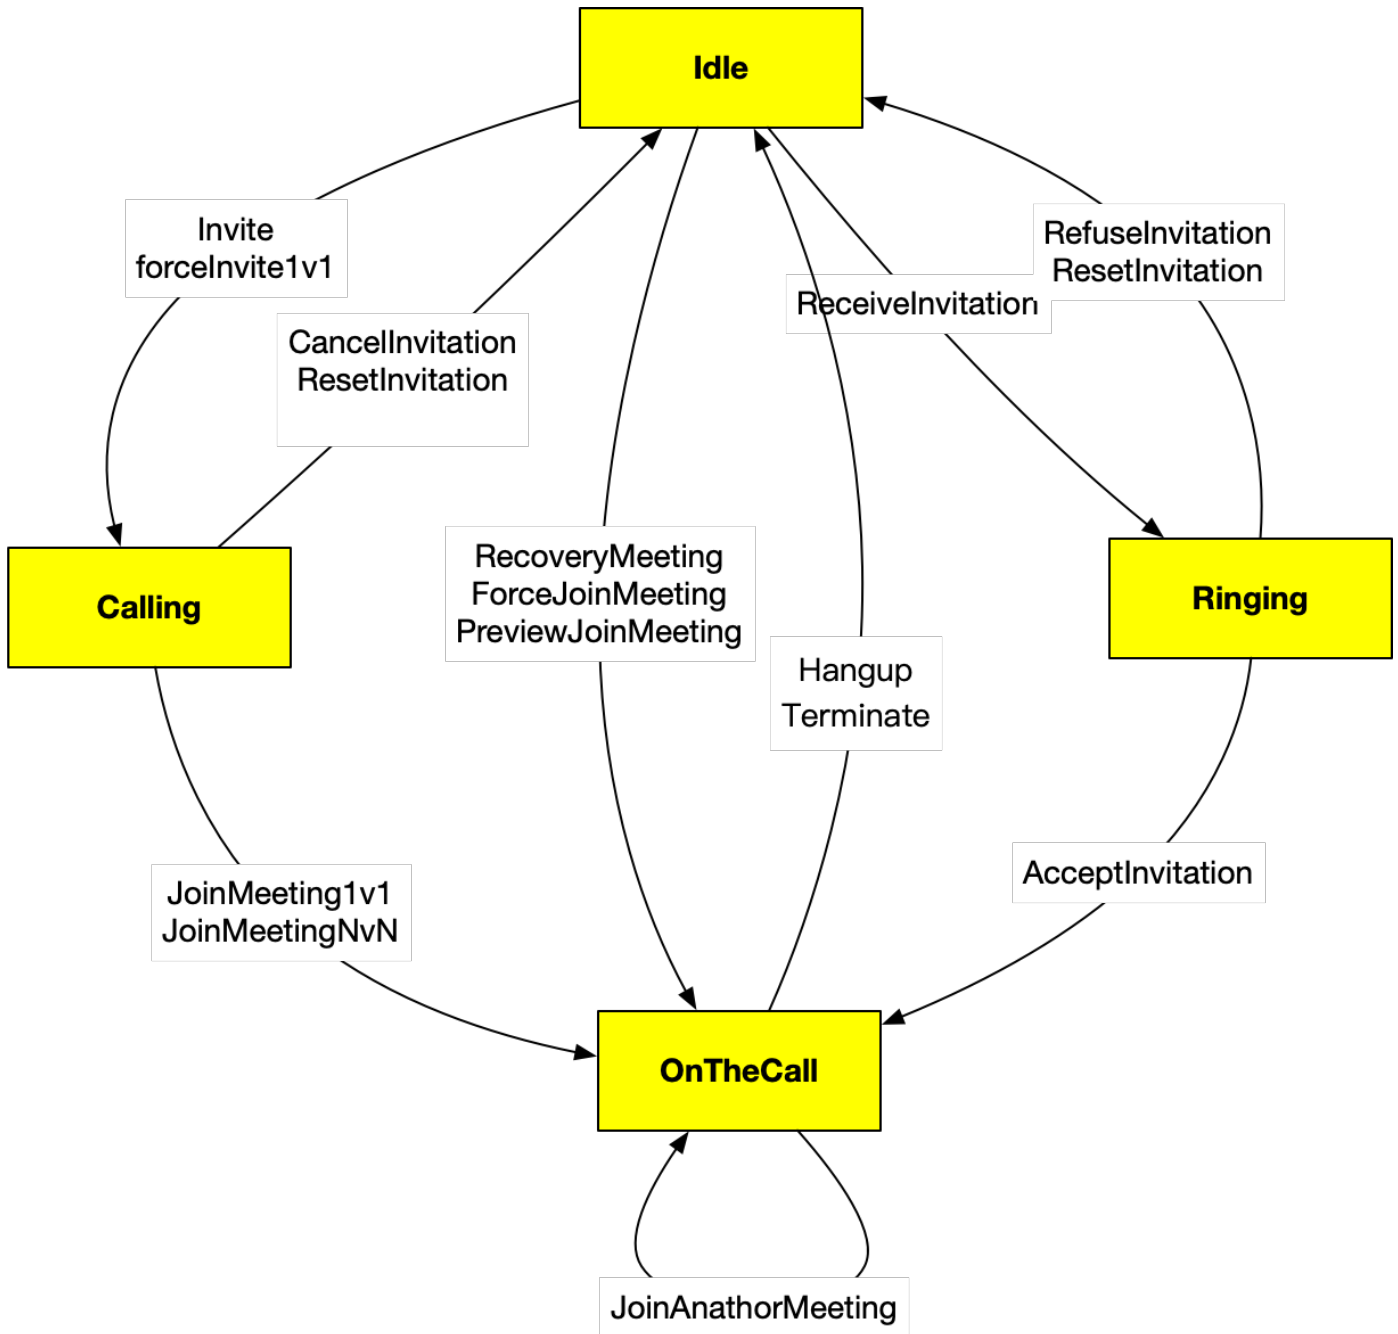 Idle
Invite
forceInvite1v1
RefuseInvitation
ResetInvitation
ReceiveInvitation
CancelInvitation
ResetInvitation
RecoveryMeeting
ForceJoinMeeting
PreviewJoinMeeting
Calling
Ringing
Hangup
Terminate
JoinMeeting1v1
JoinMeetingNvN
AcceptInvitation
OnTheCall
JoinAnathorMeeting